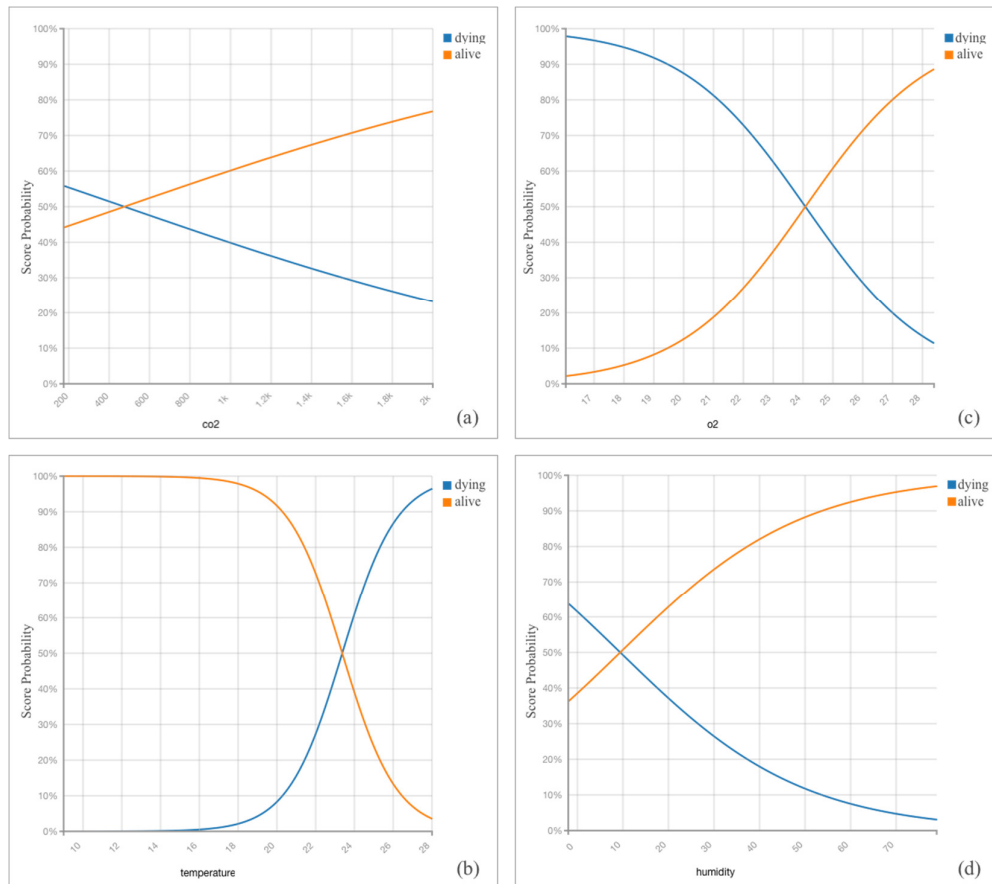 100%
90%
80%
70%
60%
50%
40%
30%
20%
10%
0%
Score Probability
200 400 600 800 1k 1.2k 1.4k 1.6k 1.8k 2k
co2
dying
alive
(a)
100%
90%
80%
70%
60%
50%
40%
30%
20%
10%
0%
Score Probability
17 18 19 20 21 22 23 24 25 26 27 28
o2
dying
alive
(c)
100%
90%
80%
70%
60%
50%
40%
30%
20%
10%
0%
Score Probability
10 12 14 16 18 20 22 24 26 28
temperature
dying
alive
(b)
100%
90%
80%
70%
60%
50%
40%
30%
20%
10%
0%
Score Probability
0 10 20 30 40 50 60 70
humidity
dying
alive
(d)